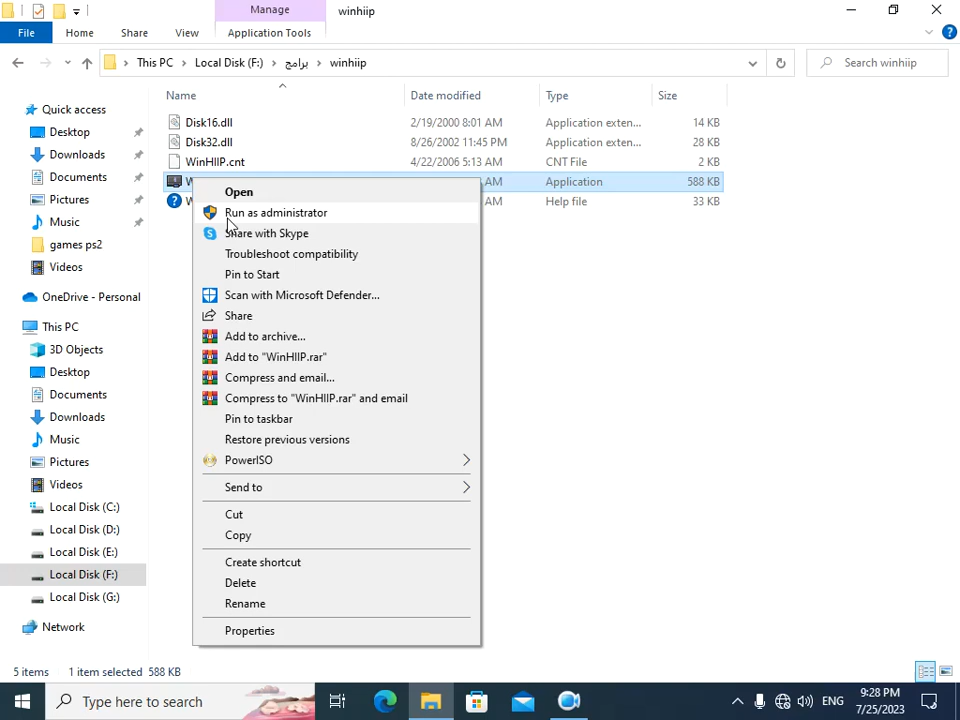 Manage
winhiip
File
Home
Share
View
Application Tools
This PC
Local Disk (F:)
برامج
winhiip
Search winhiip
Name
Date modified
Type
Size
Disk16.dll
2/19/2000 8:01 AM
Application exten...
14 KB
Disk32.dll
8/26/2002 11:45 PM
Application exten...
28 KB
WinHIIP.cnt
4/22/2006 5:13 AM
CNT File
2 KB
AM
Application
588 KB
AM
Help file
33 KB
Quick access
Desktop
Downloads
Documents
Pictures
Music
games ps2
Videos
OneDrive - Personal
This PC
3D Objects
Desktop
Documents
Downloads
Music
Pictures
Videos
Local Disk (C:)
Local Disk (D:)
Local Disk (E:)
Local Disk (F:)
Local Disk (G:)
Network
Open
Run as administrator
Share with Skype
Troubleshoot compatibility
Pin to Start
Scan with Microsoft Defender...
Share
Add to archive...
Add to "WinHIIP.rar"
Compress and email...
Compress to "WinHIIP.rar" and email
Pin to taskbar
Restore previous versions
PowerISO
Send to
Cut
Copy
Create shortcut
Delete
Rename
Properties
5 items
1 item selected 588 KB
Type here to search
ENG
9:28 PM
7/25/2023